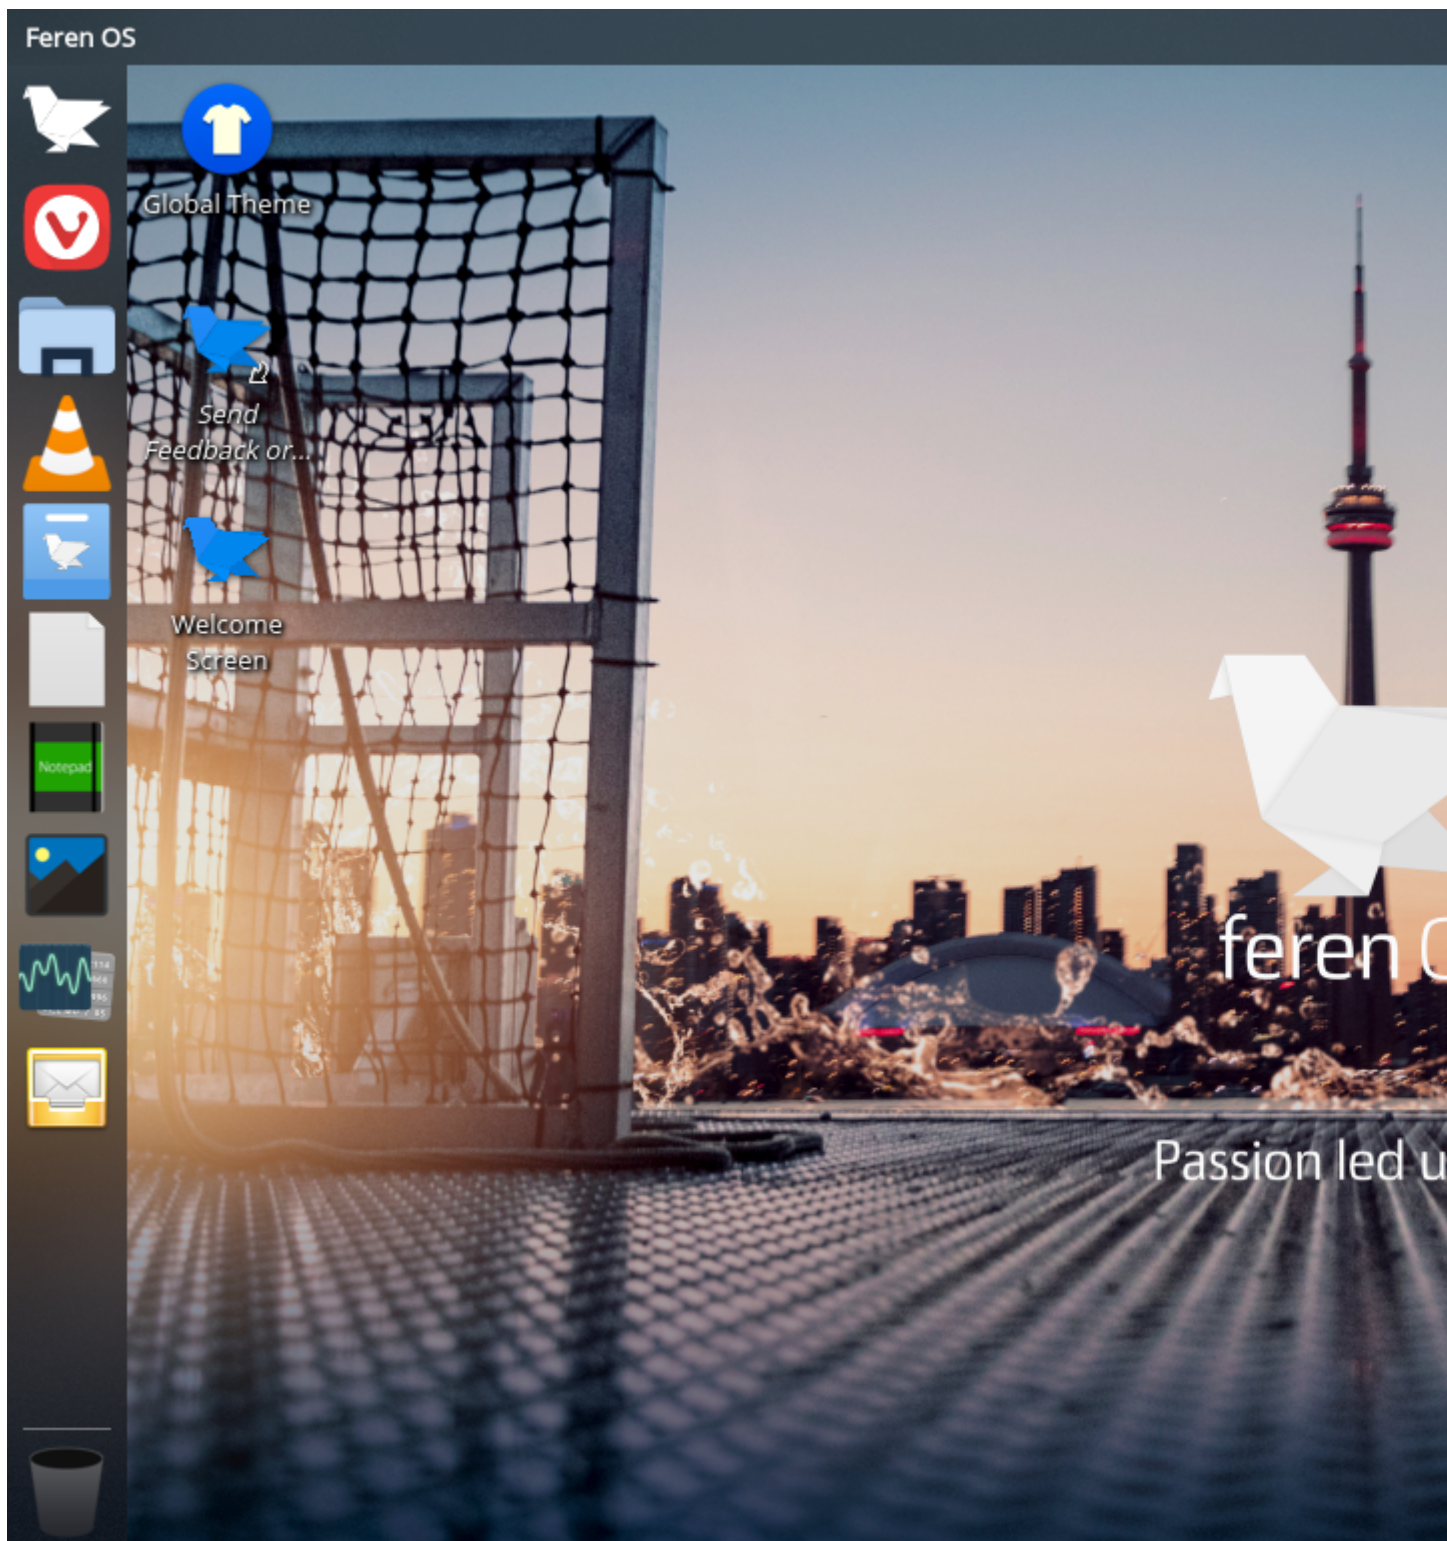 Feren OS
Global Theme
Send
Feedback or...
Welcome
Screen
Notepad
feren
Passion led u